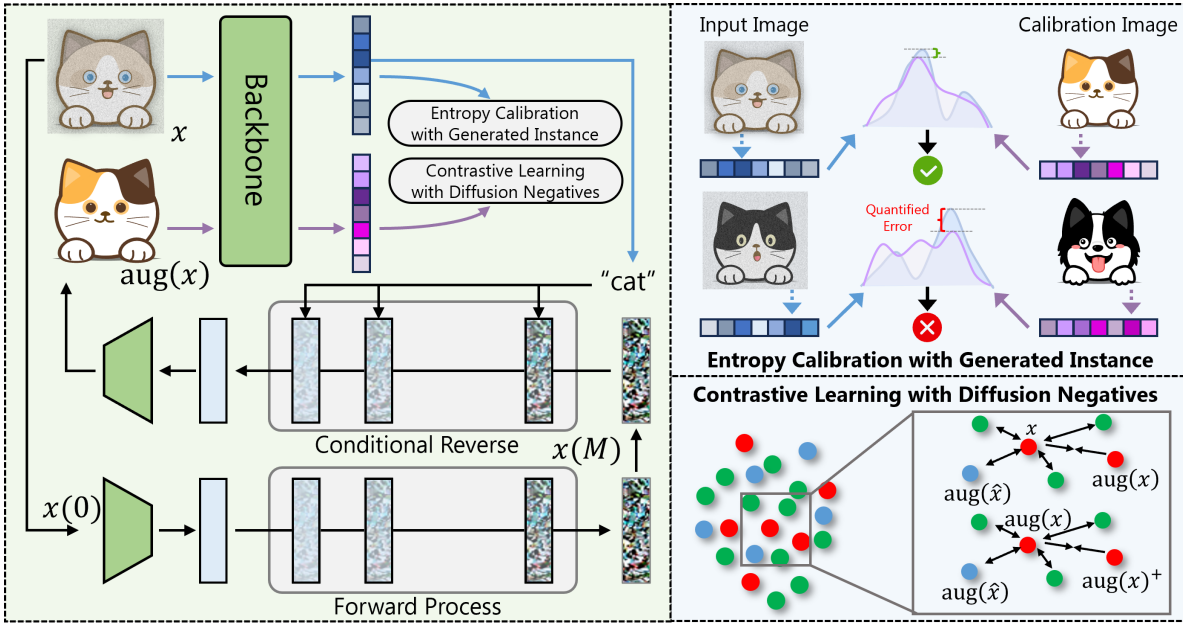 x
Backbone
Entropy Calibration
with Generated Instance
Contrastive Learning
with Diffusion Negatives
aug(x)
"cat"
Conditional Reverse
x(M)
x(0)
Forward Process
Input Image
Calibration Image
Quantified
Error
Entropy Calibration with Generated Instance
Contrastive Learning with Diffusion Negatives
x
aug(x)
aug(x̂)
aug(x)
aug(x̂)
aug(x)⁺